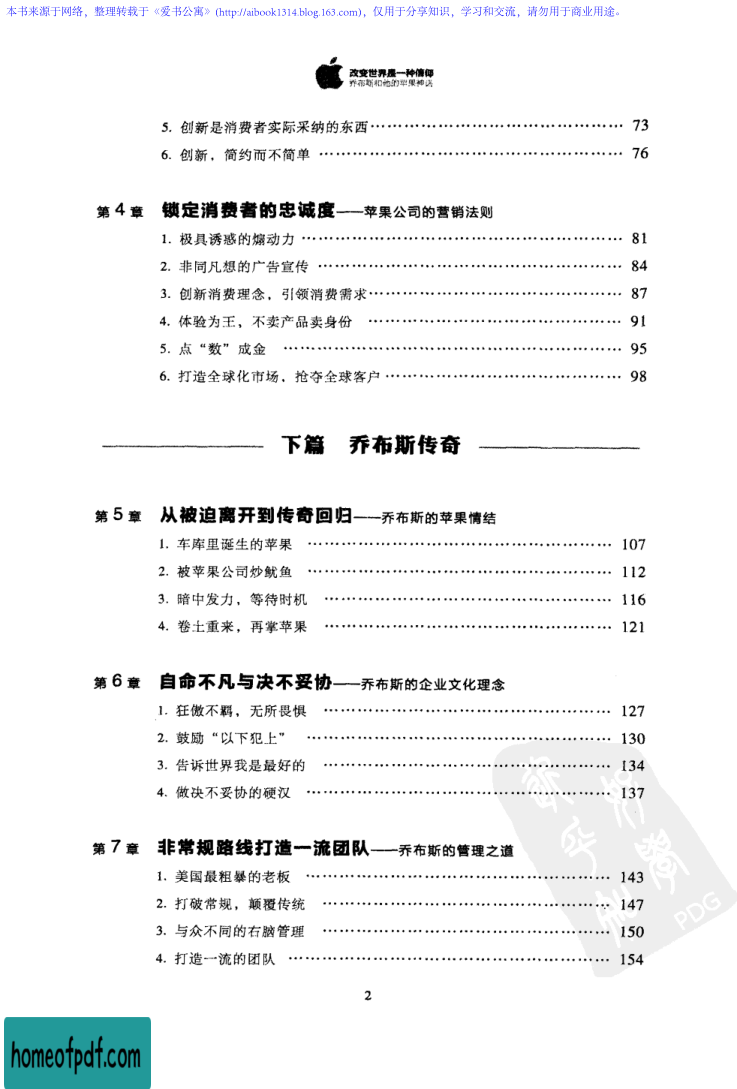 本书来源于网络，整理转载于《爱书公寓》(http://aibook1314.blog.163.com)，仅用于分享知识，学习和交流，请勿用于商业用途。
改变世界是一种信仰
乔布斯和他的苹果神话
5. 创新是消费者实际采纳的东西…………………………………… 73
6. 创新，简约而不简单 ……………………………………………… 76
第4章 锁定消费者的忠诚度——苹果公司的营销法则
1. 极具诱惑的煽动力 ………………………………………………… 81
2. 非同凡想的广告宣传 ……………………………………………… 84
3. 创新消费理念，引领消费需求…………………………………… 87
4. 体验为王，不卖产品卖身份 …………………………………… 91
5. 点“数”成金 ……………………………………………………… 95
6. 打造全球化市场，抢夺全球客户 ………………………………… 98
下篇 乔布斯传奇
第5章 从被迫离开到传奇回归——乔布斯的苹果情结
1. 车库里诞生的苹果 ……………………………………………… 107
2. 被苹果公司炒鱿鱼 ……………………………………………… 112
3. 暗中发力，等待时机 …………………………………………… 116
4. 卷土重来，再掌苹果 …………………………………………… 121
第6章 自命不凡与决不妥协——乔布斯的企业文化理念
1. 狂傲不羁，无所畏惧 …………………………………………… 127
2. 鼓励“以下犯上” ……………………………………………… 130
3. 告诉世界我是最好的 …………………………………………… 134
4. 做决不妥协的硬汉 ……………………………………………… 137
第7章 非常规路线打造一流团队——乔布斯的管理之道
1. 美国最粗暴的老板 ……………………………………………… 143
2. 打破常规，颠覆传统 …………………………………………… 147
3. 与众不同的右脑管理 …………………………………………… 150
4. 打造一流的团队 ………………………………………………… 154
PDG
2
homeofpdf.com